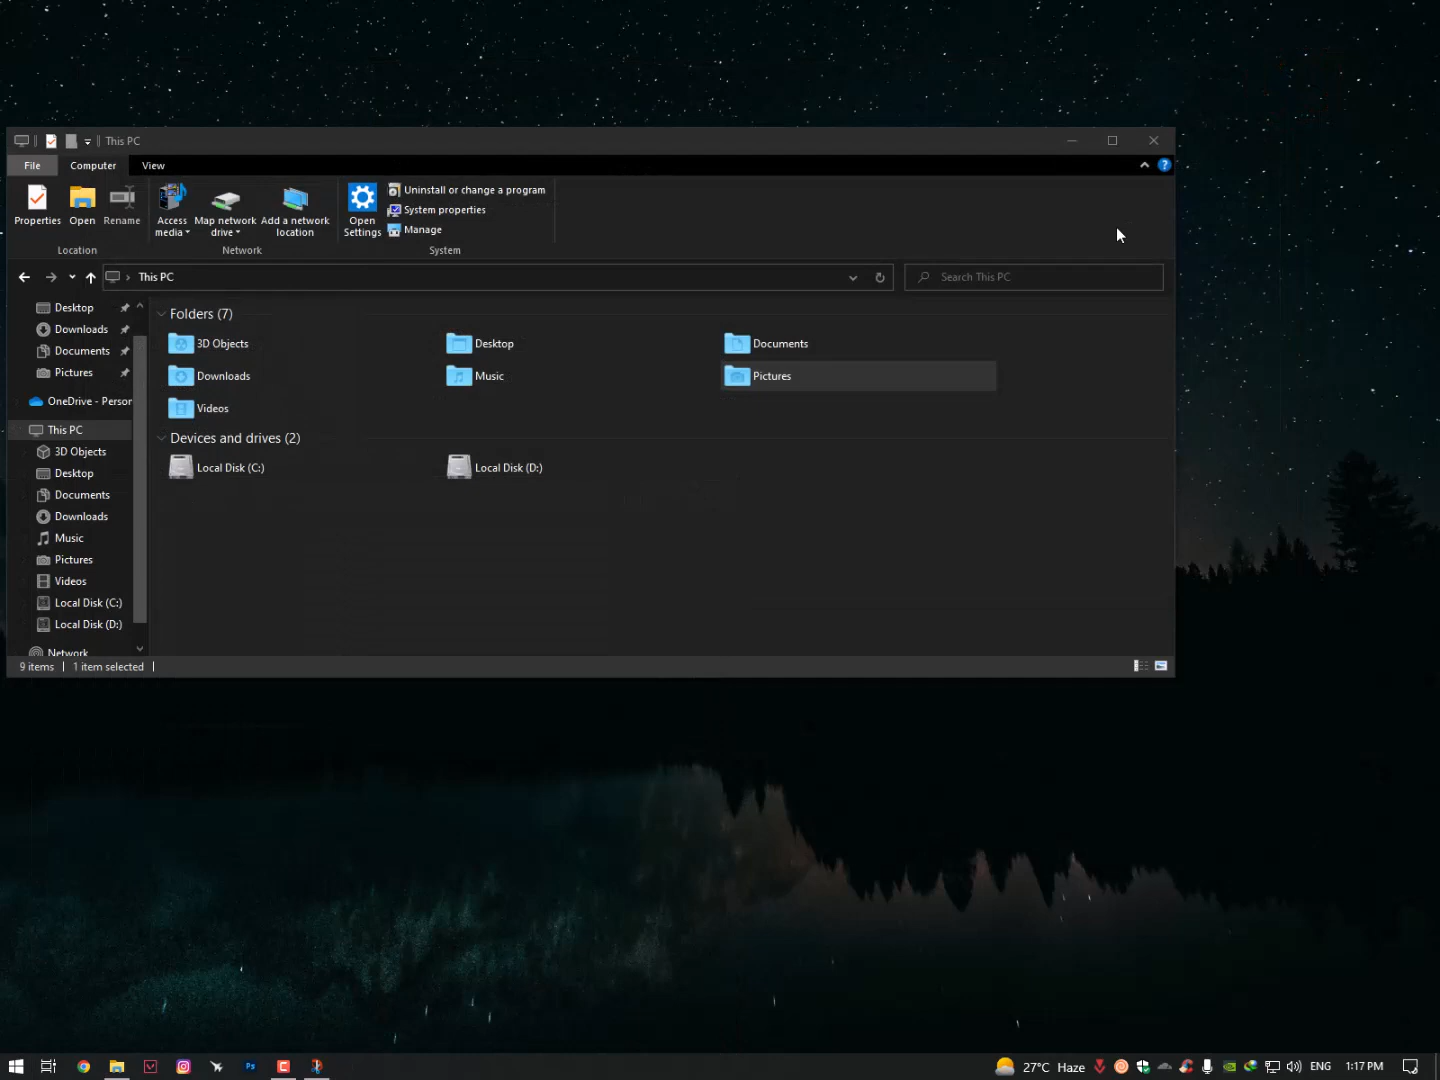 This PC
File Computer View
Properties Open Rename Access media Map network drive Add a network location Open Settings Uninstall or change a program
System properties
Manage
Location Network System
This PC Search This PC
Desktop
Downloads
Documents
Pictures
OneDrive - Person
This PC
3D Objects
Desktop
Documents
Downloads
Music
Pictures
Videos
Local Disk (C:)
Local Disk (D:)
Network
Folders (7)
3D Objects Desktop Documents
Downloads Music Pictures
Videos
Devices and drives (2)
Local Disk (C:) Local Disk (D:)
9 items 1 item selected
Ps 27°C Haze ENG 1:17 PM